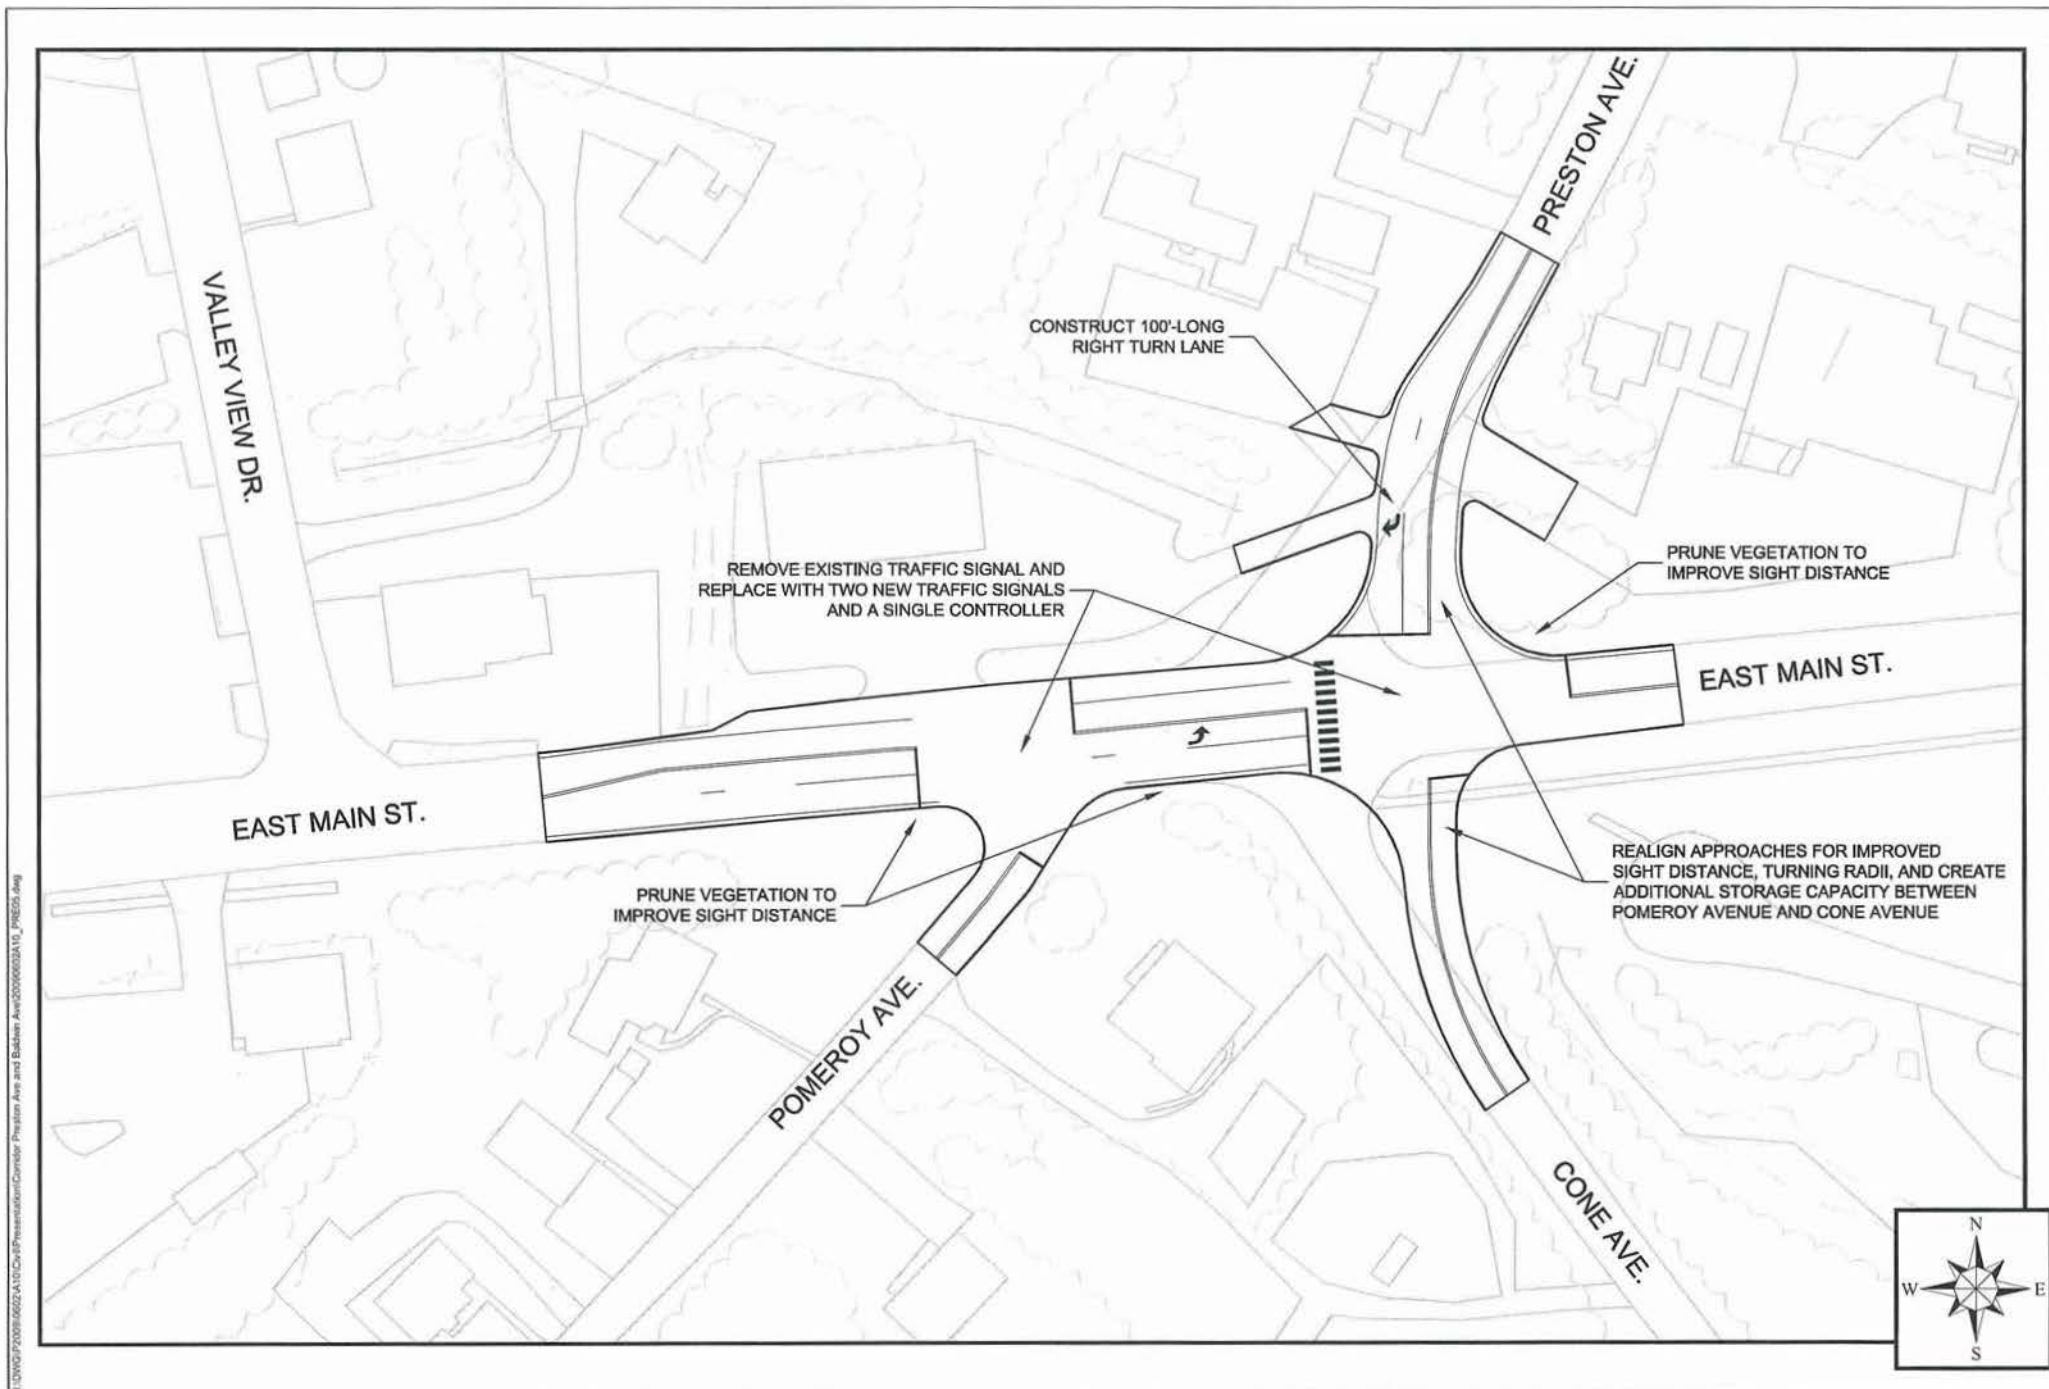 PRESTON AVE.
VALLEY VIEW DR.
CONSTRUCT 100'-LONG
RIGHT TURN LANE
REMOVE EXISTING TRAFFIC SIGNAL AND
REPLACE WITH TWO NEW TRAFFIC SIGNALS
AND A SINGLE CONTROLLER
PRUNE VEGETATION TO
IMPROVE SIGHT DISTANCE
EAST MAIN ST.
EAST MAIN ST.
PRUNE VEGETATION TO
IMPROVE SIGHT DISTANCE
REALIGN APPROACHES FOR IMPROVED
SIGHT DISTANCE, TURNING RADII, AND CREATE
ADDITIONAL STORAGE CAPACITY BETWEEN
POMEROY AVENUE AND CONE AVENUE
POMEROY AVE.
CONE AVE.
N
W
E
S